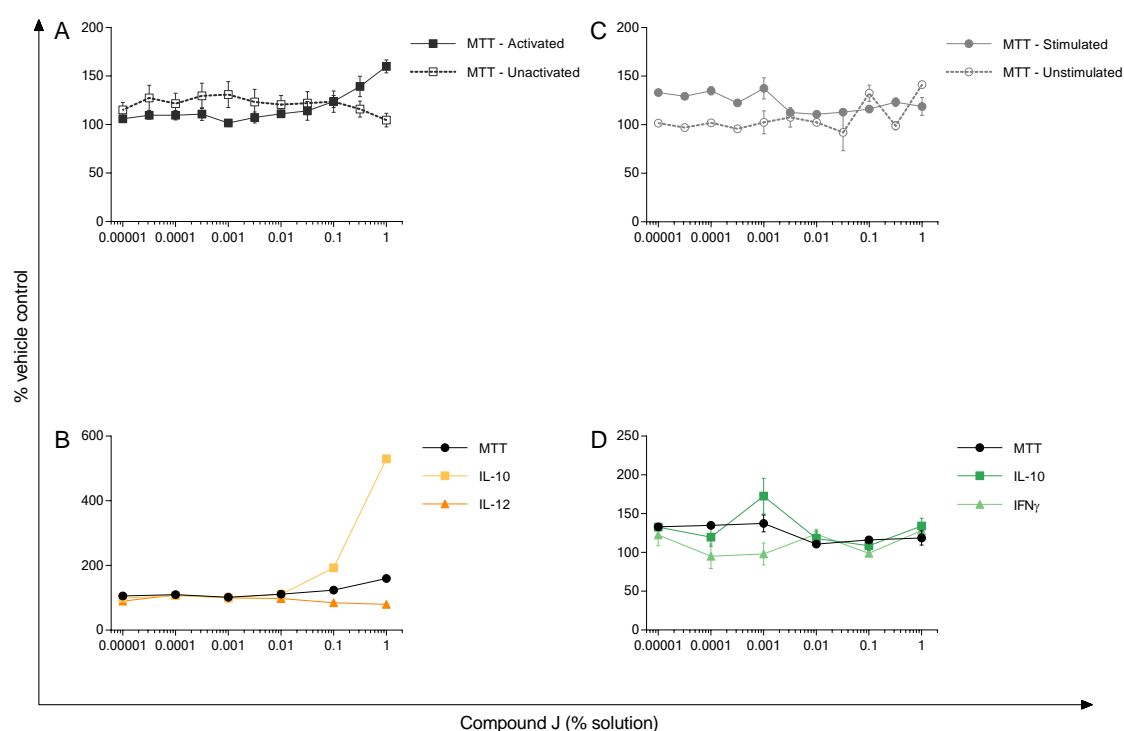 A
200
150
100
50
0
0.00001 0.0001 0.001 0.01 0.1 1
MTT - Activated
MTT - Unactivated
C
200
150
100
50
0
0.00001 0.0001 0.001 0.01 0.1 1
MTT - Stimulated
MTT - Unstimulated
% vehicle control
B
600
400
200
0
0.00001 0.0001 0.001 0.01 0.1 1
MTT
IL-10
IL-12
D
250
200
150
100
50
0
0.00001 0.0001 0.001 0.01 0.1 1
MTT
IL-10
IFNγ
Compound J (% solution)